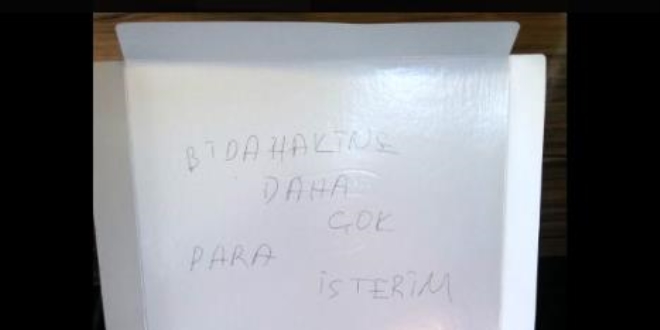 BİDAHAKİNE
DAHA
ÇOK
PARA
İSTERİM